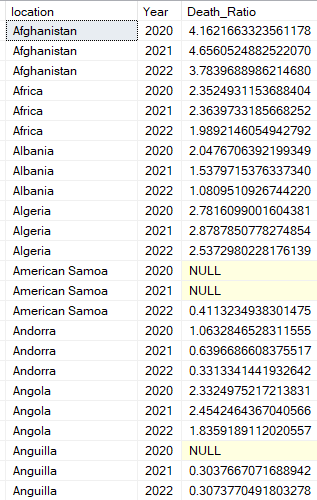 location Year Death_Ratio
Afghanistan 2020 4.1621663323561178
Afghanistan 2021 4.6560524882522070
Afghanistan 2022 3.7839688986214680
Africa 2020 2.3524931153688404
Africa 2021 2.3639733185668252
Africa 2022 1.9892146054942792
Albania 2020 2.0476706392199349
Albania 2021 1.5379715376337340
Albania 2022 1.0809510926744220
Algeria 2020 2.7816099001604381
Algeria 2021 2.8787850778274854
Algeria 2022 2.5372980228176139
American Samoa 2020 NULL
American Samoa 2021 NULL
American Samoa 2022 0.4113234938301475
Andorra 2020 1.0632846528311555
Andorra 2021 0.6396686608375517
Andorra 2022 0.3313341441932642
Angola 2020 2.3324975217213831
Angola 2021 2.4542464367040566
Angola 2022 1.8359189112020557
Anguilla 2020 NULL
Anguilla 2021 0.3037667071688942
Anguilla 2022 0.3073770491803278